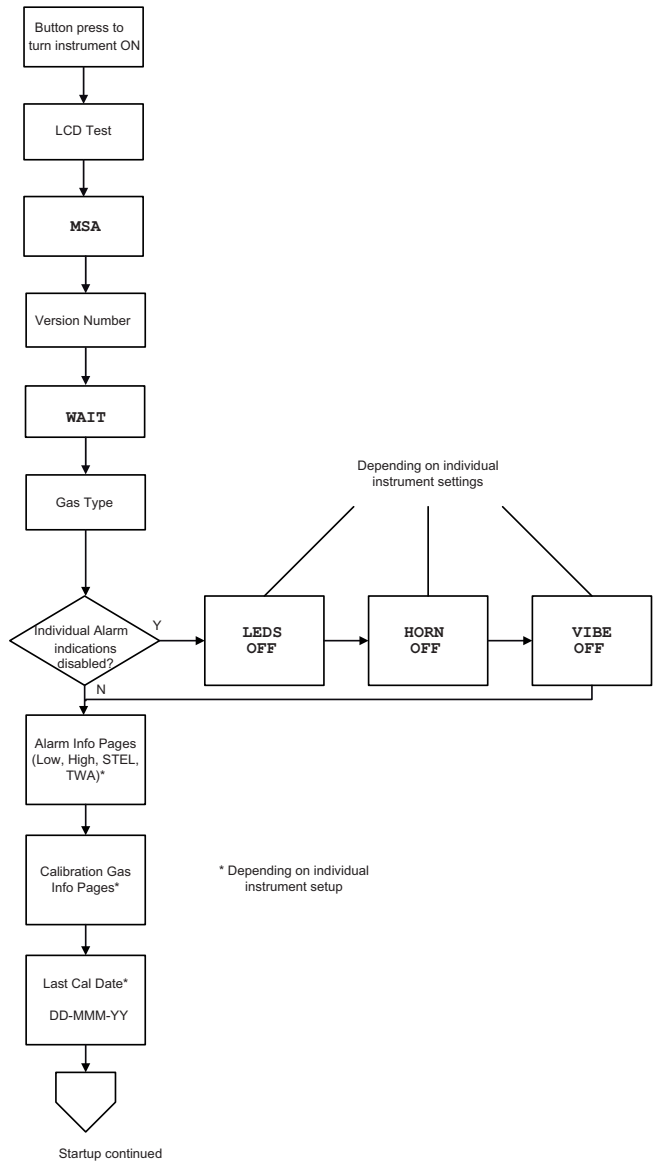 Button press to
turn instrument ON
LCD Test
MSA
Version Number
WAIT
Gas Type
Depending on individual
instrument settings
Individual Alarm
indications
disabled?
Y
N
LEDS
OFF
HORN
OFF
VIBE
OFF
Alarm Info Pages
(Low, High, STEL,
TWA)*
Calibration Gas
Info Pages*
* Depending on individual
instrument setup
Last Cal Date*
DD-MMM-YY
Startup continued